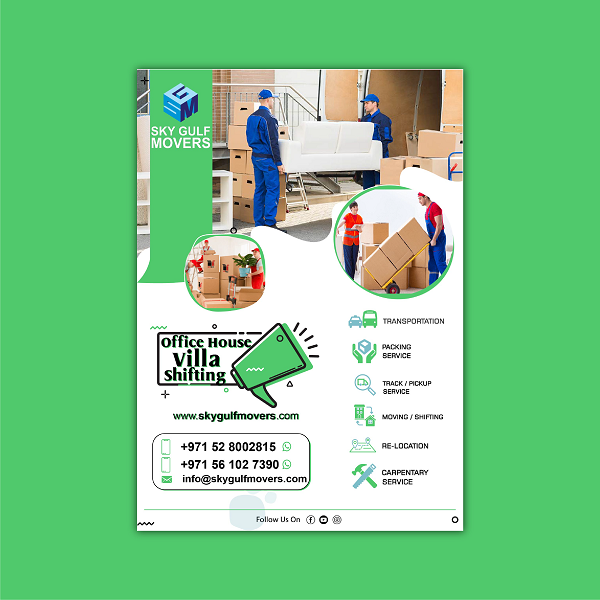 SKY GULF
MOVERS
Office House
Villa
Shifting
www.skygulfmovers.com
+971 52 8002815
+971 56 102 7390
info@skygulfmovers.com
TRANSPORTATION
PACKING
SERVICE
TRACK / PICKUP
SERVICE
MOVING / SHIFTING
RE-LOCATION
CARPENTARY
SERVICE
Follow Us On